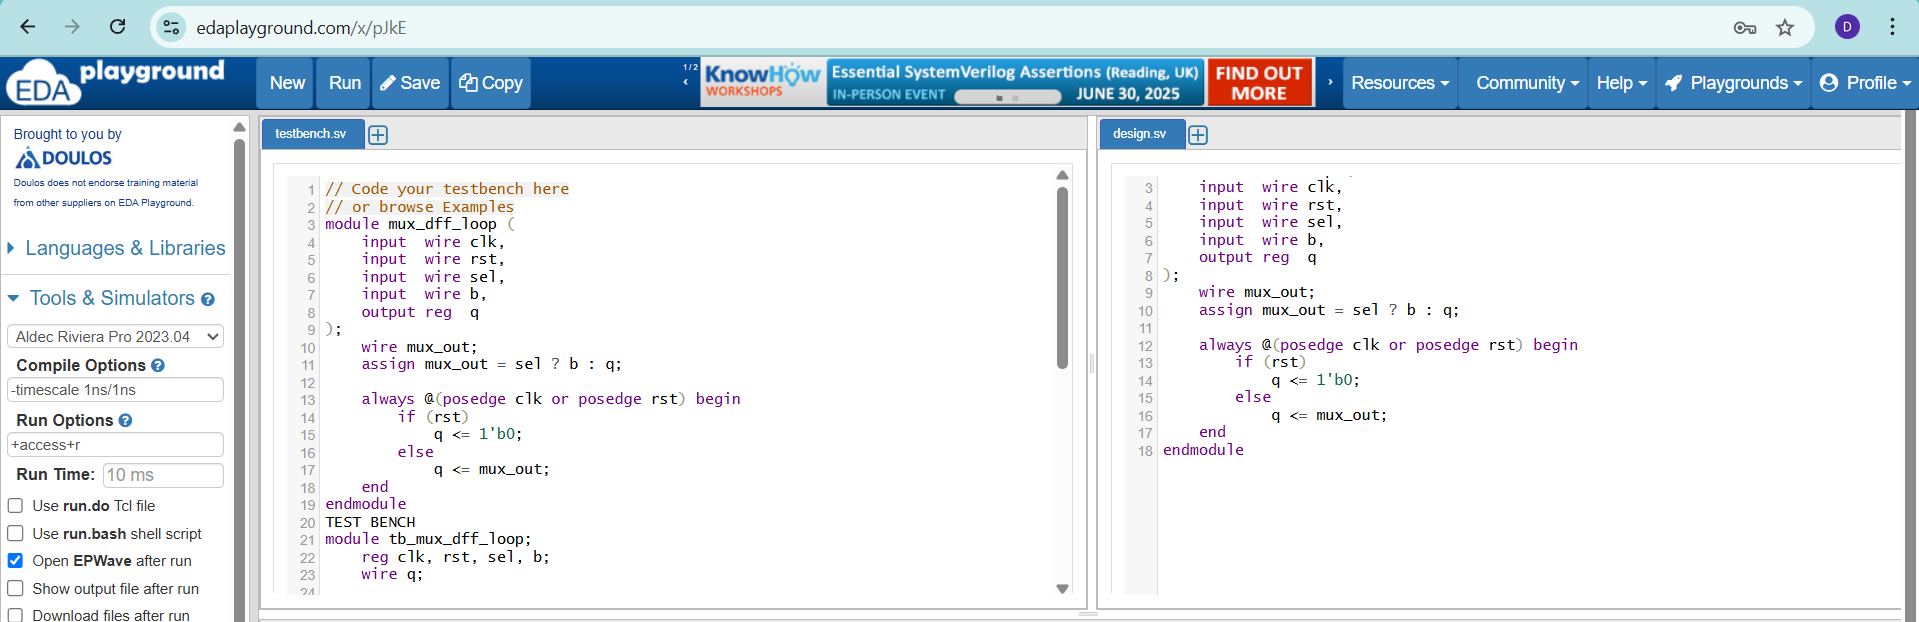 edaplayground.com/x/pJkE
D
EDA playground
New
Run
Save
Copy
1/2
KnowHow
WORKSHOPS
Essential SystemVerilog Assertions (Reading, UK)
IN-PERSON EVENT
JUNE 30, 2025
FIND OUT
MORE
Resources
Community
Help
Playgrounds
Profile
Brought to you by
DOULOS
Doulos does not endorse training material
from other suppliers on EDA Playground.
Languages & Libraries
Tools & Simulators
Aldec Riviera Pro 2023.04
Compile Options
-timescale 1ns/1ns
Run Options
+access+r
Run Time: 10 ms
Use run.do Tcl file
Use run.bash shell script
Open EPWave after run
Show output file after run
Download files after run
testbench.sv
1 // Code your testbench here
2 // or browse Examples
3 module mux_dff_loop (
4     input  wire clk,
5     input  wire rst,
6     input  wire sel,
7     input  wire b,
8     output reg  q
9 );
10     wire mux_out;
11     assign mux_out = sel ? b : q;
12
13     always @(posedge clk or posedge rst) begin
14         if (rst)
15             q <= 1'b0;
16         else
17             q <= mux_out;
18     end
19 endmodule
20 TEST BENCH
21 module tb_mux_dff_loop;
22     reg clk, rst, sel, b;
23     wire q;
24
design.sv
3     input  wire clk,
4     input  wire rst,
5     input  wire sel,
6     input  wire b,
7     output reg  q
8 );
9     wire mux_out;
10     assign mux_out = sel ? b : q;
11
12     always @(posedge clk or posedge rst) begin
13         if (rst)
14             q <= 1'b0;
15         else
16             q <= mux_out;
17     end
18 endmodule